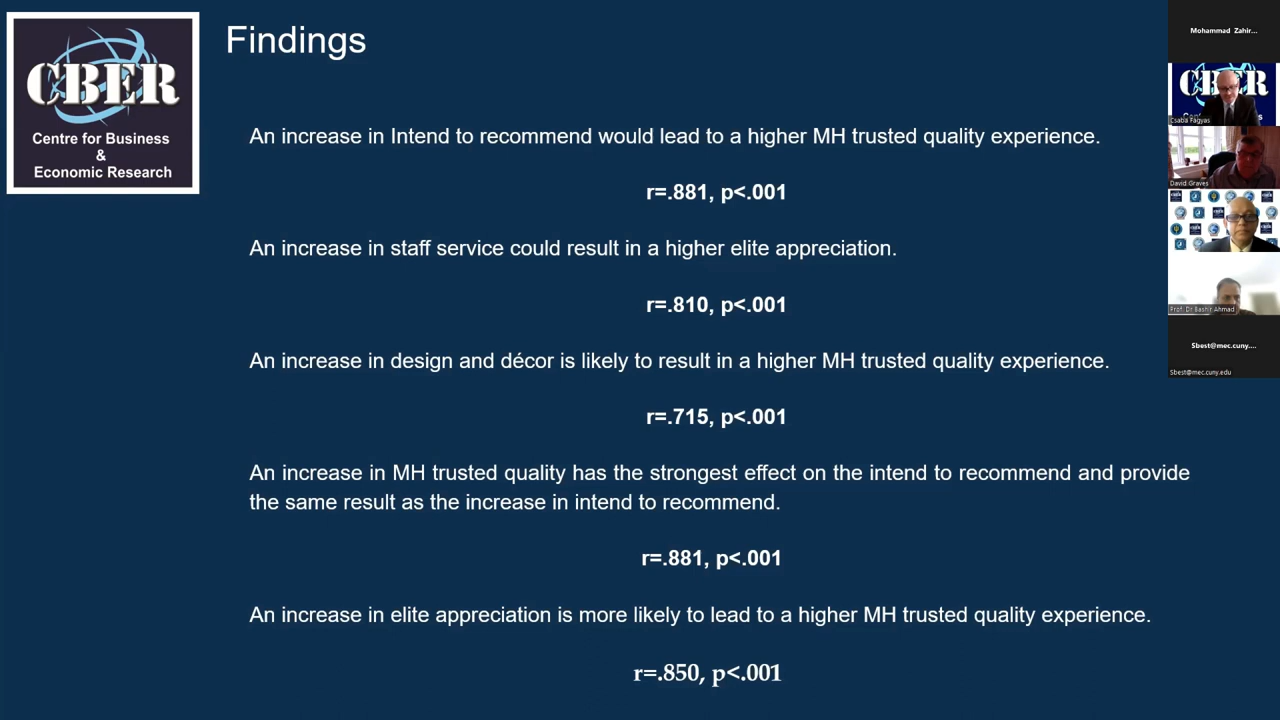 Findings
CBER
Centre for Business
&
Economic Research
An increase in Intend to recommend would lead to a higher MH trusted quality experience.
r=.881, p<.001
An increase in staff service could result in a higher elite appreciation.
r=.810, p<.001
An increase in design and décor is likely to result in a higher MH trusted quality experience.
r=.715, p<.001
An increase in MH trusted quality has the strongest effect on the intend to recommend and provide
the same result as the increase in intend to recommend.
r=.881, p<.001
An increase in elite appreciation is more likely to lead to a higher MH trusted quality experience.
r=.850, p<.001
Mohammad Zahir...
CBER
Csaba Fagyas
David Graves
Prof. Dr Bashir Ahmad
Sbest@mec.cuny....
Sbest@mec.cuny.edu